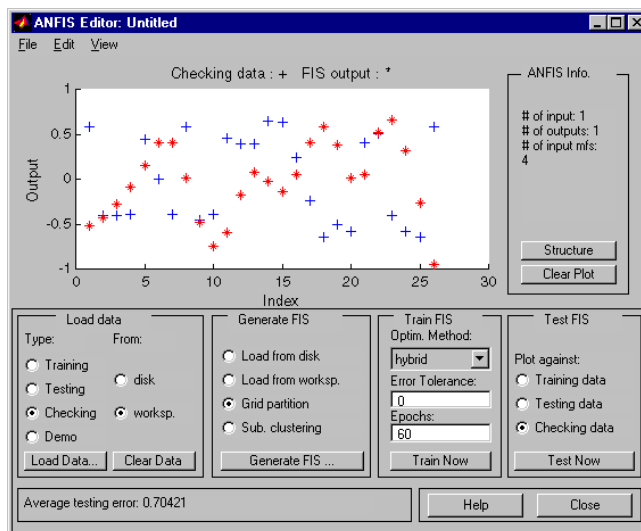 ANFIS Editor: Untitled
File Edit View
Checking data : + FIS output : *
1
0.5
0
-0.5
-1
Output
0 5 10 15 20 25 30
Index
ANFIS Info.
# of input: 1
# of outputs: 1
# of input mfs:
4
Structure
Clear Plot
Load data
Type: From:
Training
Testing
Checking
Demo
disk
worksp.
Load Data... Clear Data
Generate FIS
Load from disk
Load from worksp.
Grid partition
Sub. clustering
Generate FIS ...
Train FIS
Optim. Method:
hybrid
Error Tolerance:
0
Epochs:
60
Train Now
Test FIS
Plot against:
Training data
Testing data
Checking data
Test Now
Average testing error: 0.70421
Help Close